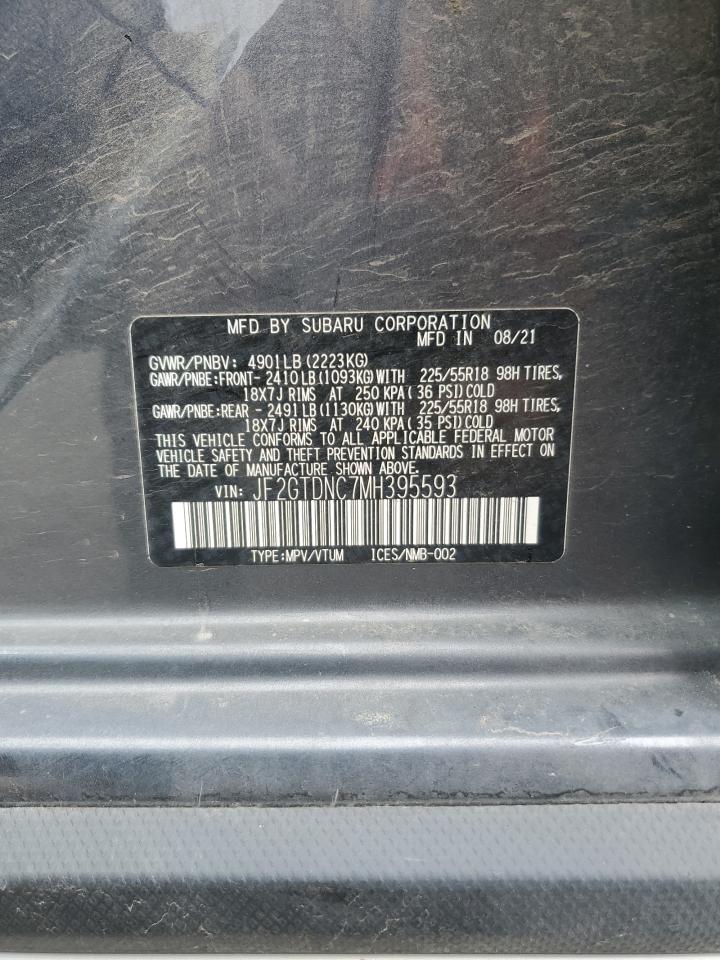 MFD BY SUBARU CORPORATION
MFD IN 08/21
GVWR/PNBV: 4901LB(2223KG)
GAWR/PNBE:FRONT- 2410LB(1093KG)WITH 225/55R18 98H TIRES,
18X7J RIMS AT 250 KPA(36 PSI)COLD
GAWR/PNBE:REAR - 2491LB(1130KG)WITH 225/55R18 98H TIRES,
18X7J RIMS AT 240 KPA(35 PSI)COLD
THIS VEHICLE CONFORMS TO ALL APPLICABLE FEDERAL MOTOR
VEHICLE SAFETY AND THEFT PREVENTION STANDARDS IN EFFECT
ON THE DATE OF MANUFACTURE SHOWN ABOVE.
VIN: JF2GTDNC7MH395593
TYPE:MPV/VTUM ICES/NMB-002